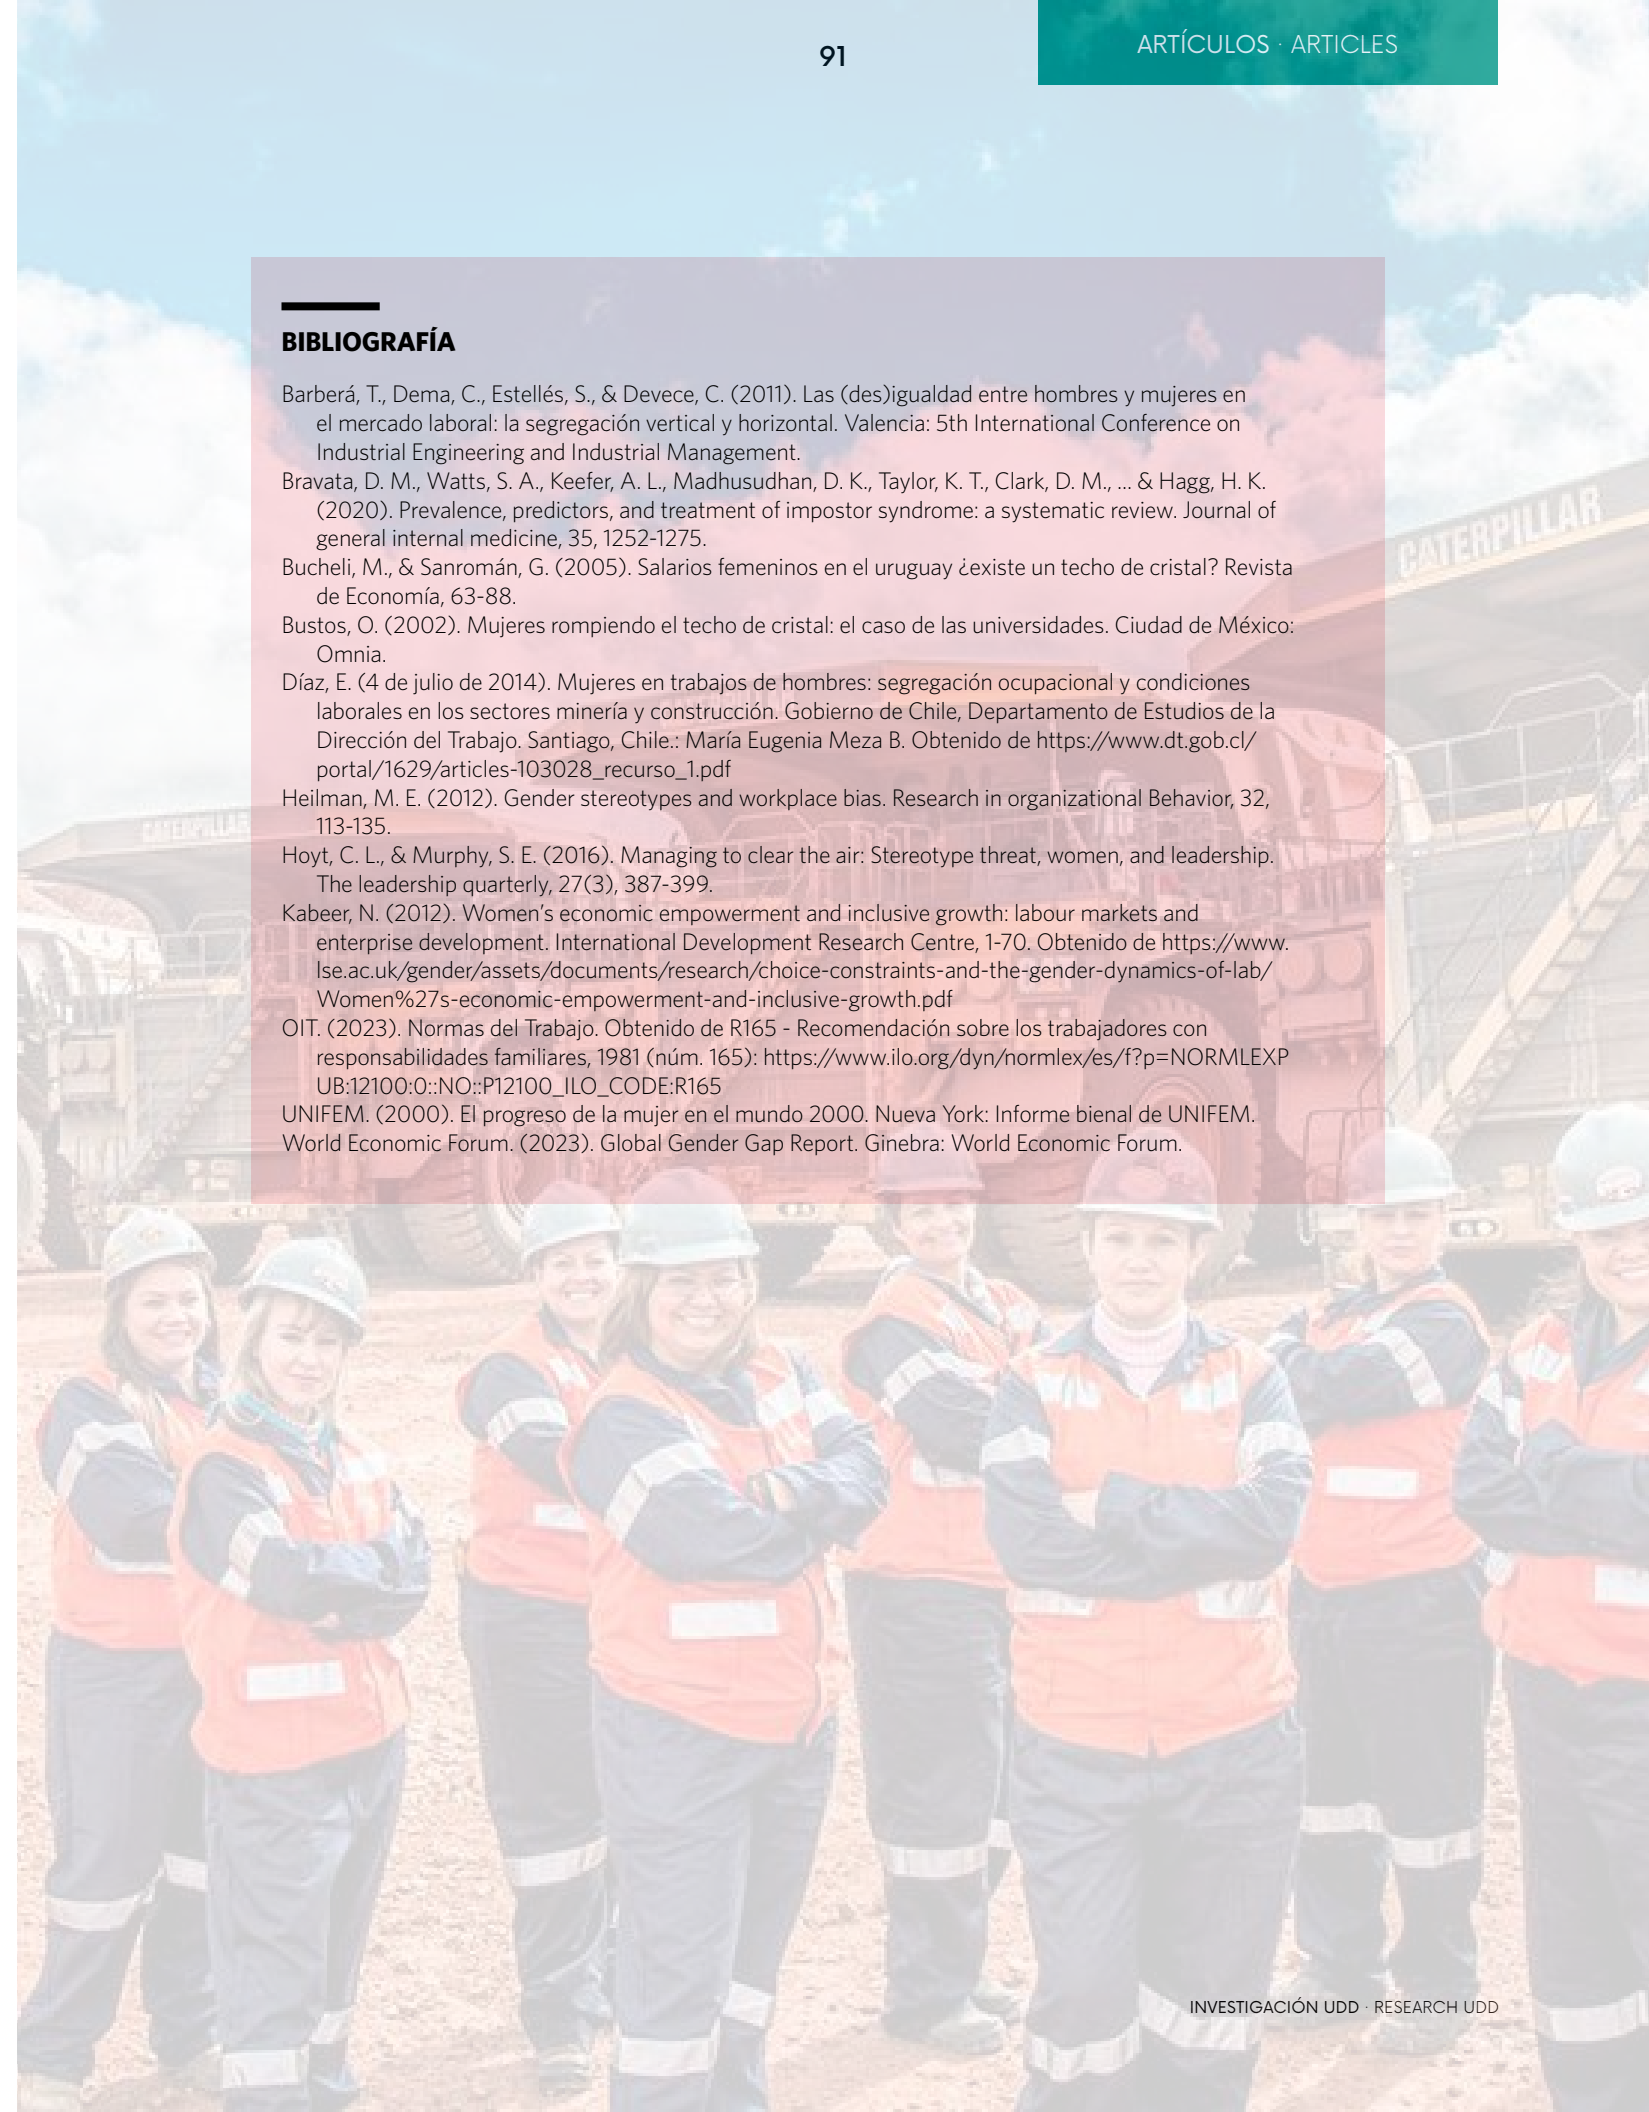 91
ARTÍCULOS · ARTICLES
BIBLIOGRAFÍA
Barberá, T., Dema, C., Estellés, S., & Devece, C. (2011). Las (des)igualdad entre hombres y mujeres en
el mercado laboral: la segregación vertical y horizontal. Valencia: 5th International Conference on
Industrial Engineering and Industrial Management.
Bravata, D. M., Watts, S. A., Keefer, A. L., Madhusudhan, D. K., Taylor, K. T., Clark, D. M., ... & Hagg, H. K.
(2020). Prevalence, predictors, and treatment of impostor syndrome: a systematic review. Journal of
general internal medicine, 35, 1252-1275.
Bucheli, M., & Sanromán, G. (2005). Salarios femeninos en el uruguay ¿existe un techo de cristal? Revista
de Economía, 63-88.
Bustos, O. (2002). Mujeres rompiendo el techo de cristal: el caso de las universidades. Ciudad de México:
Omnia.
Díaz, E. (4 de julio de 2014). Mujeres en trabajos de hombres: segregación ocupacional y condiciones
laborales en los sectores minería y construcción. Gobierno de Chile, Departamento de Estudios de la
Dirección del Trabajo. Santiago, Chile.: María Eugenia Meza B. Obtenido de https://www.dt.gob.cl/
portal/1629/articles-103028_recurso_1.pdf
Heilman, M. E. (2012). Gender stereotypes and workplace bias. Research in organizational Behavior, 32,
113-135.
Hoyt, C. L., & Murphy, S. E. (2016). Managing to clear the air: Stereotype threat, women, and leadership.
The leadership quarterly, 27(3), 387-399.
Kabeer, N. (2012). Women's economic empowerment and inclusive growth: labour markets and
enterprise development. International Development Research Centre, 1-70. Obtenido de https://www.
lse.ac.uk/gender/assets/documents/research/choice-constraints-and-the-gender-dynamics-of-lab/
Women%27s-economic-empowerment-and-inclusive-growth.pdf
OIT. (2023). Normas del Trabajo. Obtenido de R165 - Recomendación sobre los trabajadores con
responsabilidades familiares, 1981 (núm. 165): https://www.ilo.org/dyn/normlex/es/f?p=NORMLEXP
UB:12100:0::NO::P12100_ILO_CODE:R165
UNIFEM. (2000). El progreso de la mujer en el mundo 2000. Nueva York: Informe bienal de UNIFEM.
World Economic Forum. (2023). Global Gender Gap Report. Ginebra: World Economic Forum.
CATERPILLAR
CATERPILLAR
INVESTIGACIÓN UDD · RESEARCH UDD